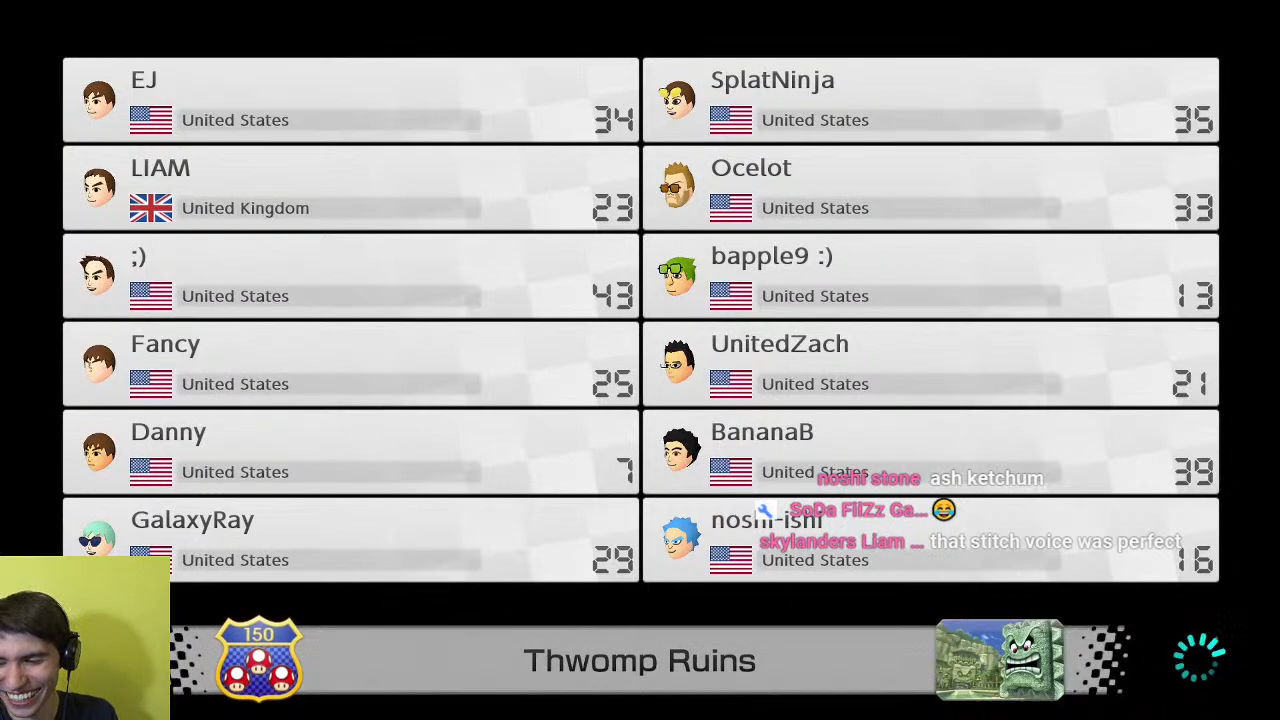 EJ
United States 34
SplatNinja
United States 35
LIAM
United Kingdom 23
Ocelot
United States 33
;)
United States 43
bapple9 :)
United States 13
Fancy
United States 25
UnitedZach
United States 21
Danny
United States 7
BananaB
United States 39
GalaxyRay
United States 29
noshi-ishi
United States 16
noshi stone ash ketchum
SoDa FilZz Ga... 😂
skylanders Liam ... that stitch voice was perfect
150
Thwomp Ruins